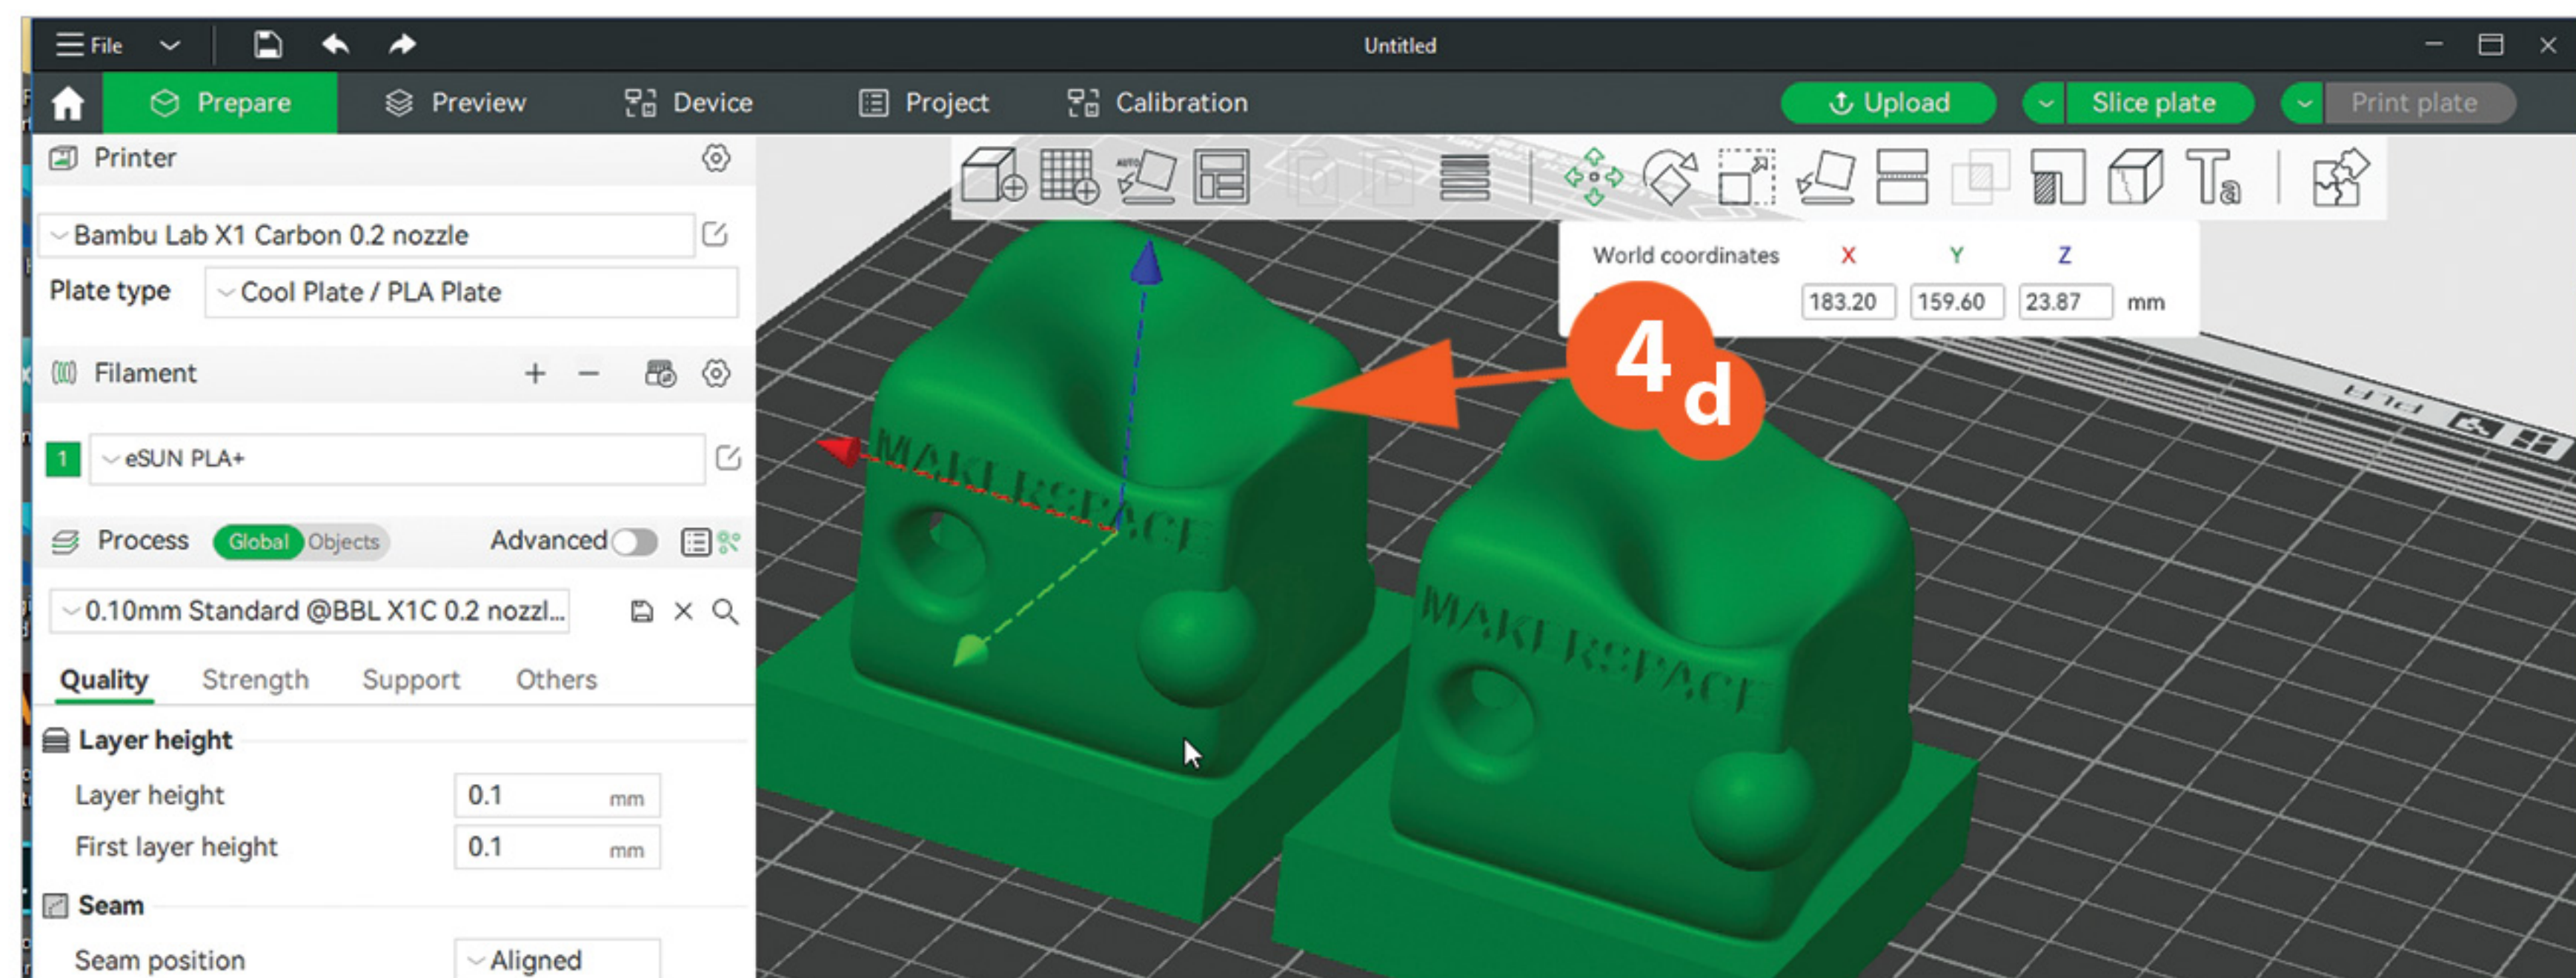 File
Untitled
Prepare
Preview
Device
Project
Calibration
Upload
Slice plate
Print plate
Printer
Bambu Lab X1 Carbon 0.2 nozzle
Plate type
Cool Plate / PLA Plate
Filament
1
eSUN PLA+
Process
Global
Objects
Advanced
0.10mm Standard @BBL X1C 0.2 nozzl...
Quality
Strength
Support
Others
Layer height
Layer height
0.1
mm
First layer height
0.1
mm
Seam
Seam position
Aligned
AUTO
Ta
World coordinates
X
Y
Z
183.20
159.60
23.87
mm
4
d
MAKERSPACE
MAKERSPACE